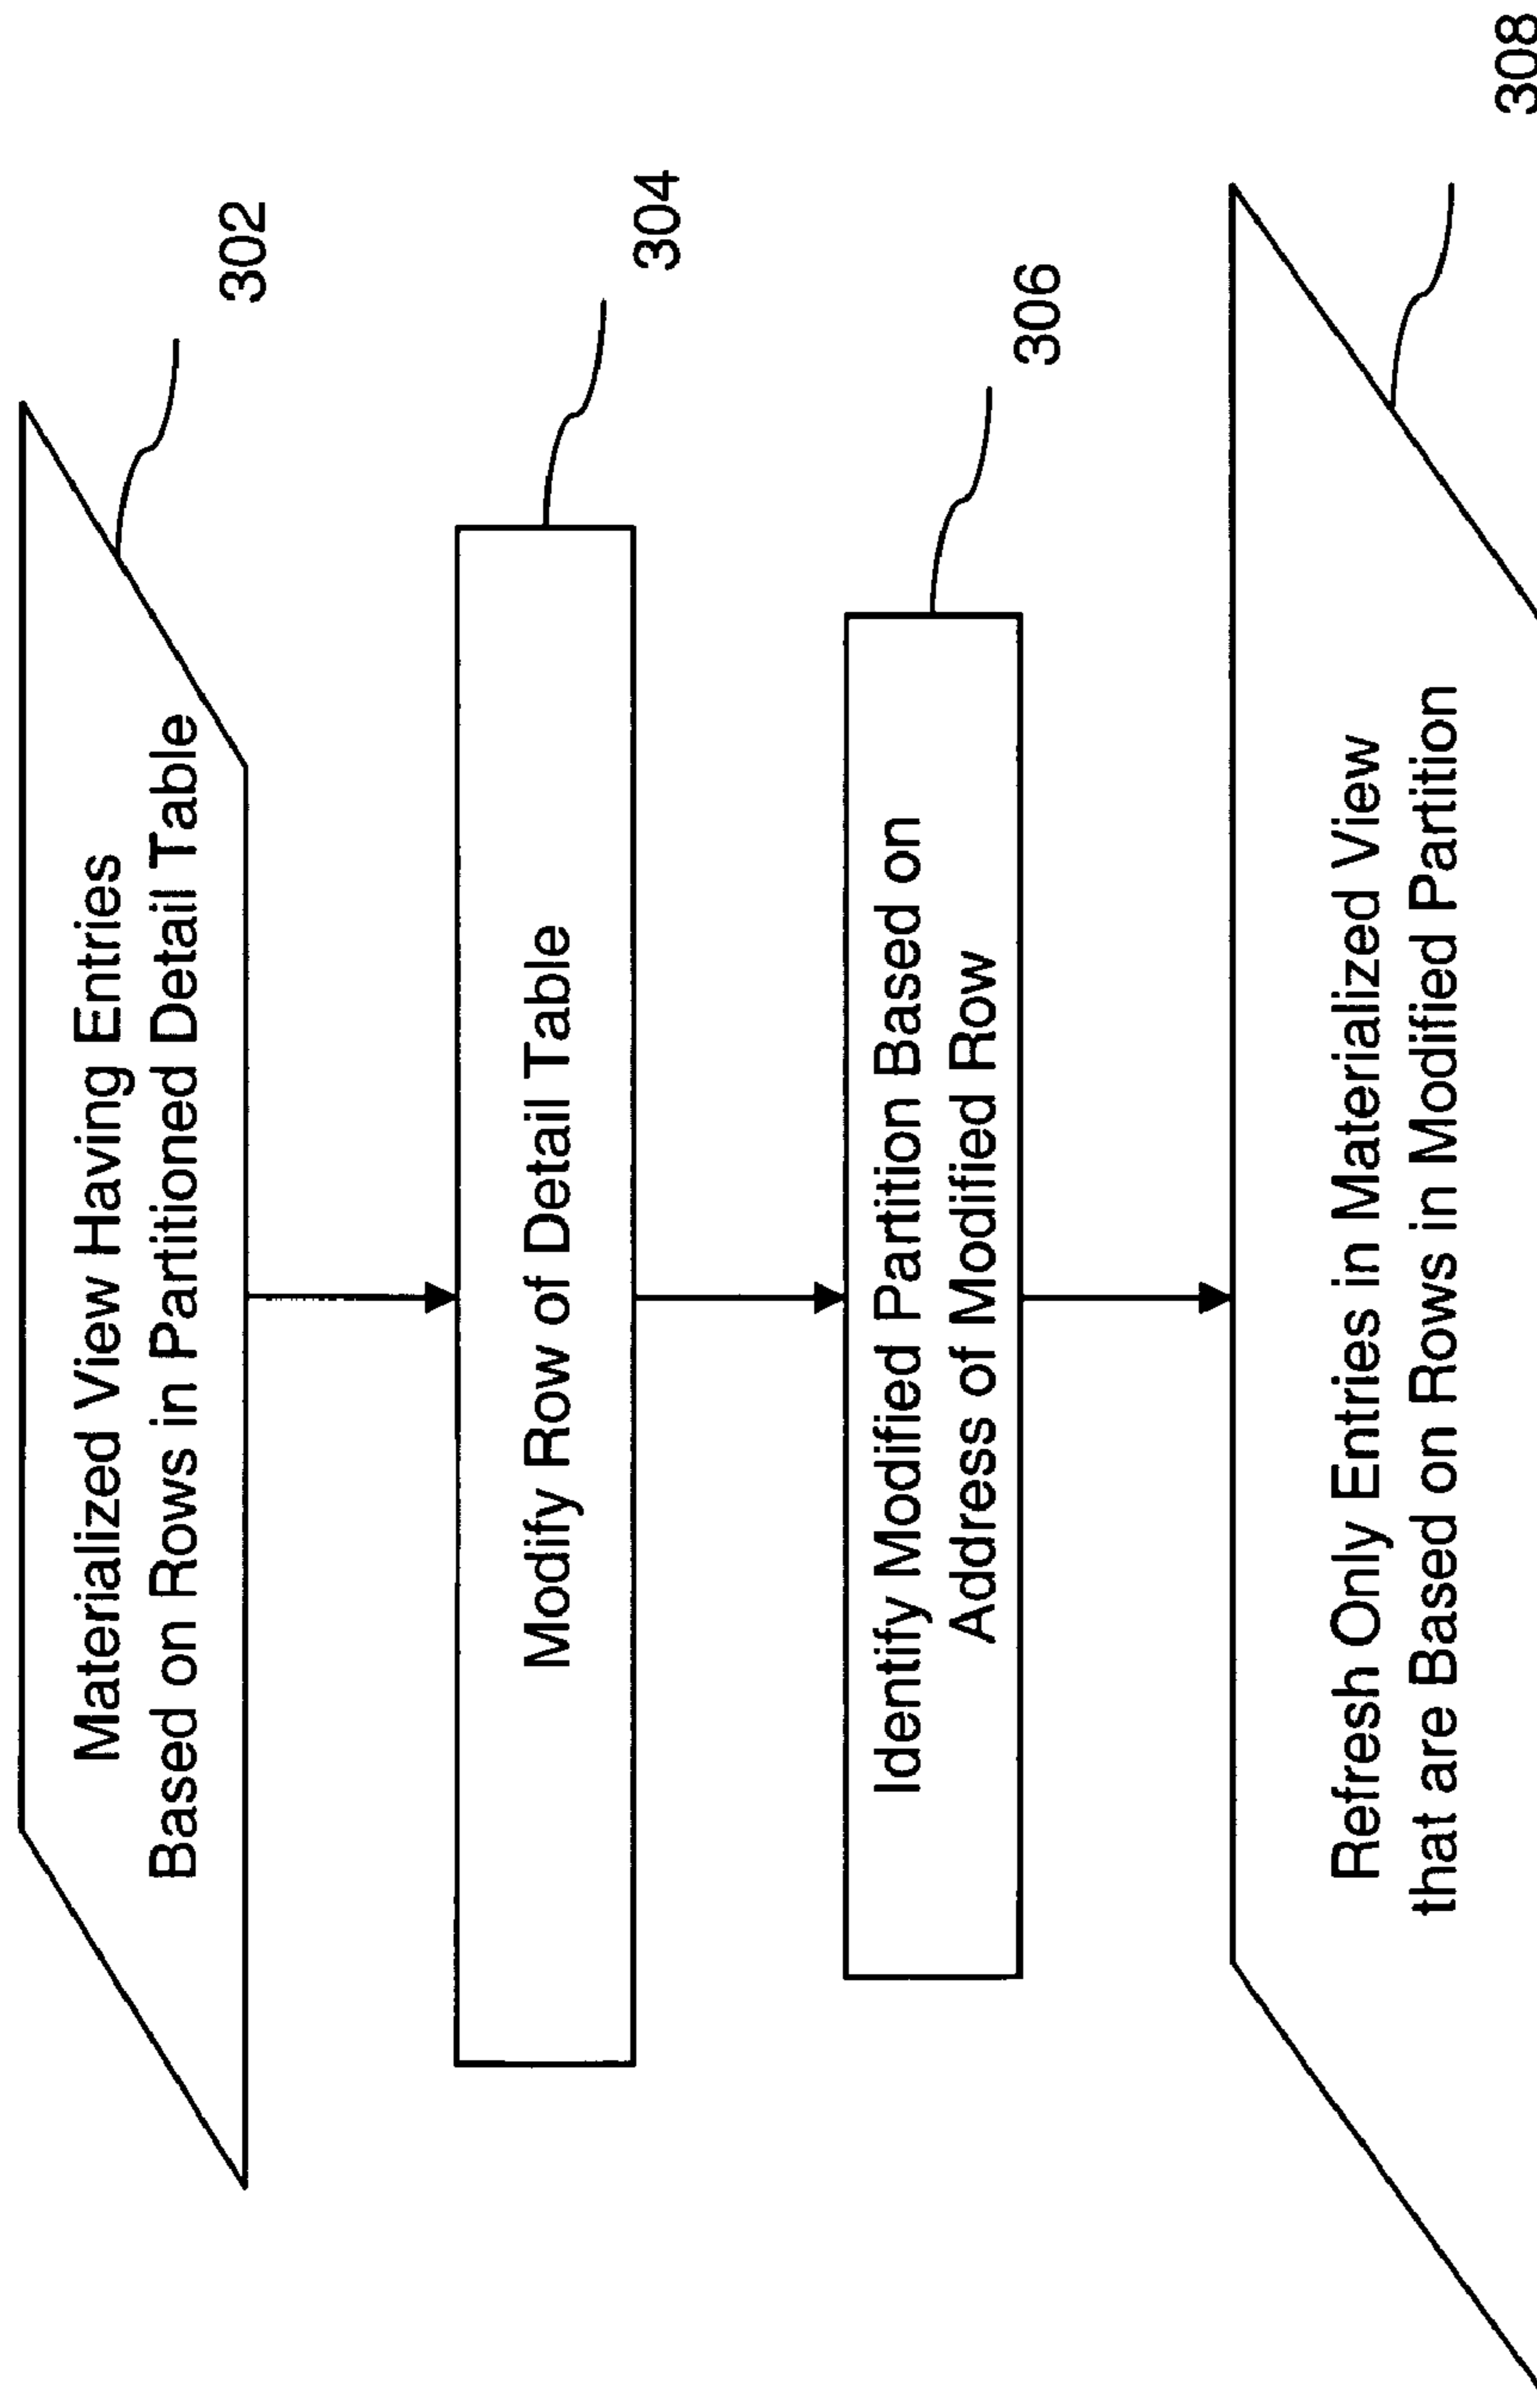 Materialized View Having Entries
Based on Rows in Partitioned Detail Table
302
Modify Row of Detail Table
304
Identify Modified Partition Based on
Address of Modified Row
306
Refresh Only Entries in Materialized View
that are Based on Rows in Modified Partition
308